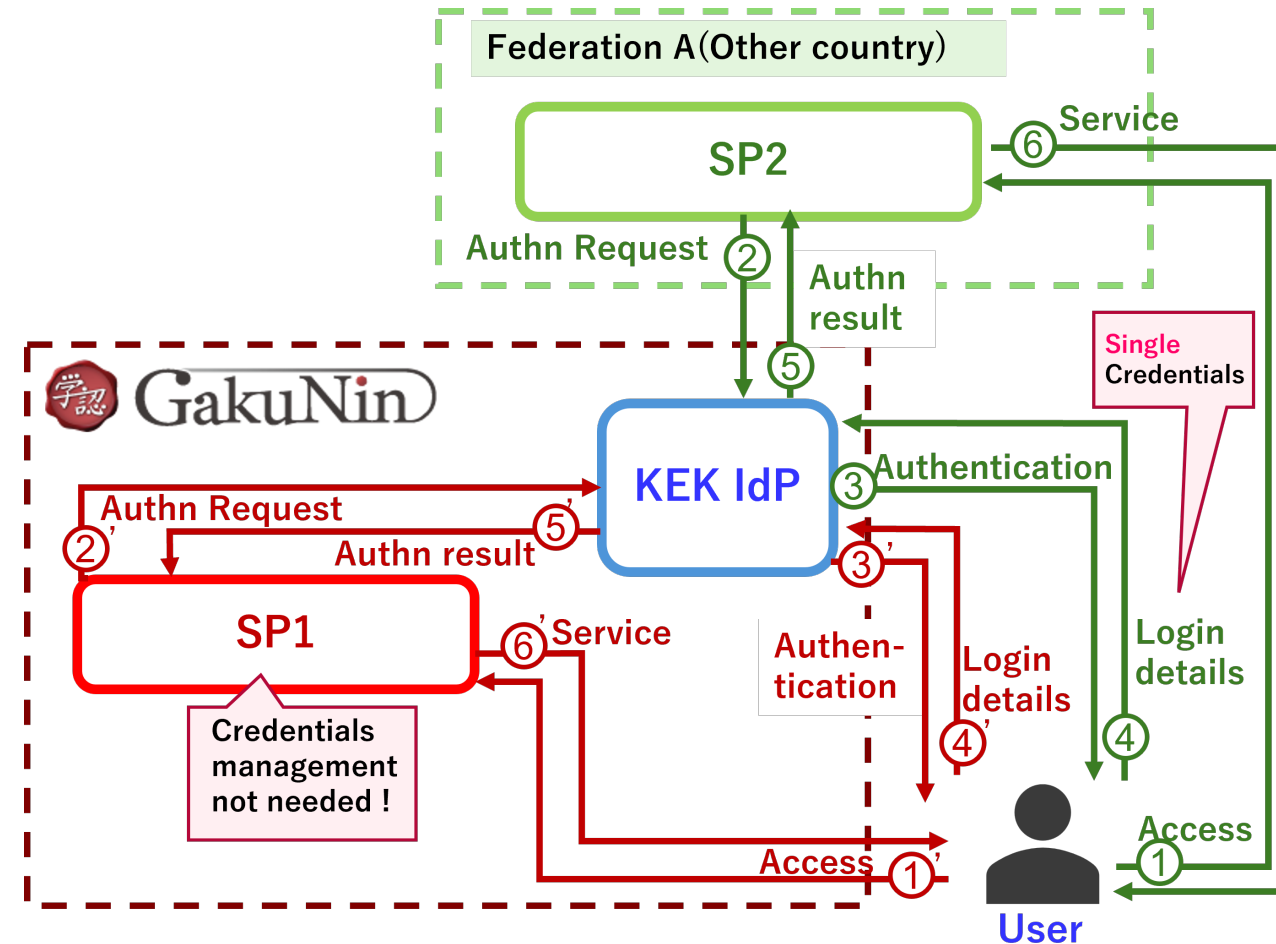 Federation A(Other country)
SP2
⑥
Service
Authn Request
②
Authn
result
⑤
Single
Credentials
学認
GakuNin
KEK IdP
③
Authentication
Authn Request
②’
⑤’
Authn result
③’
SP1
⑥’
Service
Authen-
tication
Login
details
④’
Login
details
④
Credentials
management
not needed !
Access
①’
Access
①
User